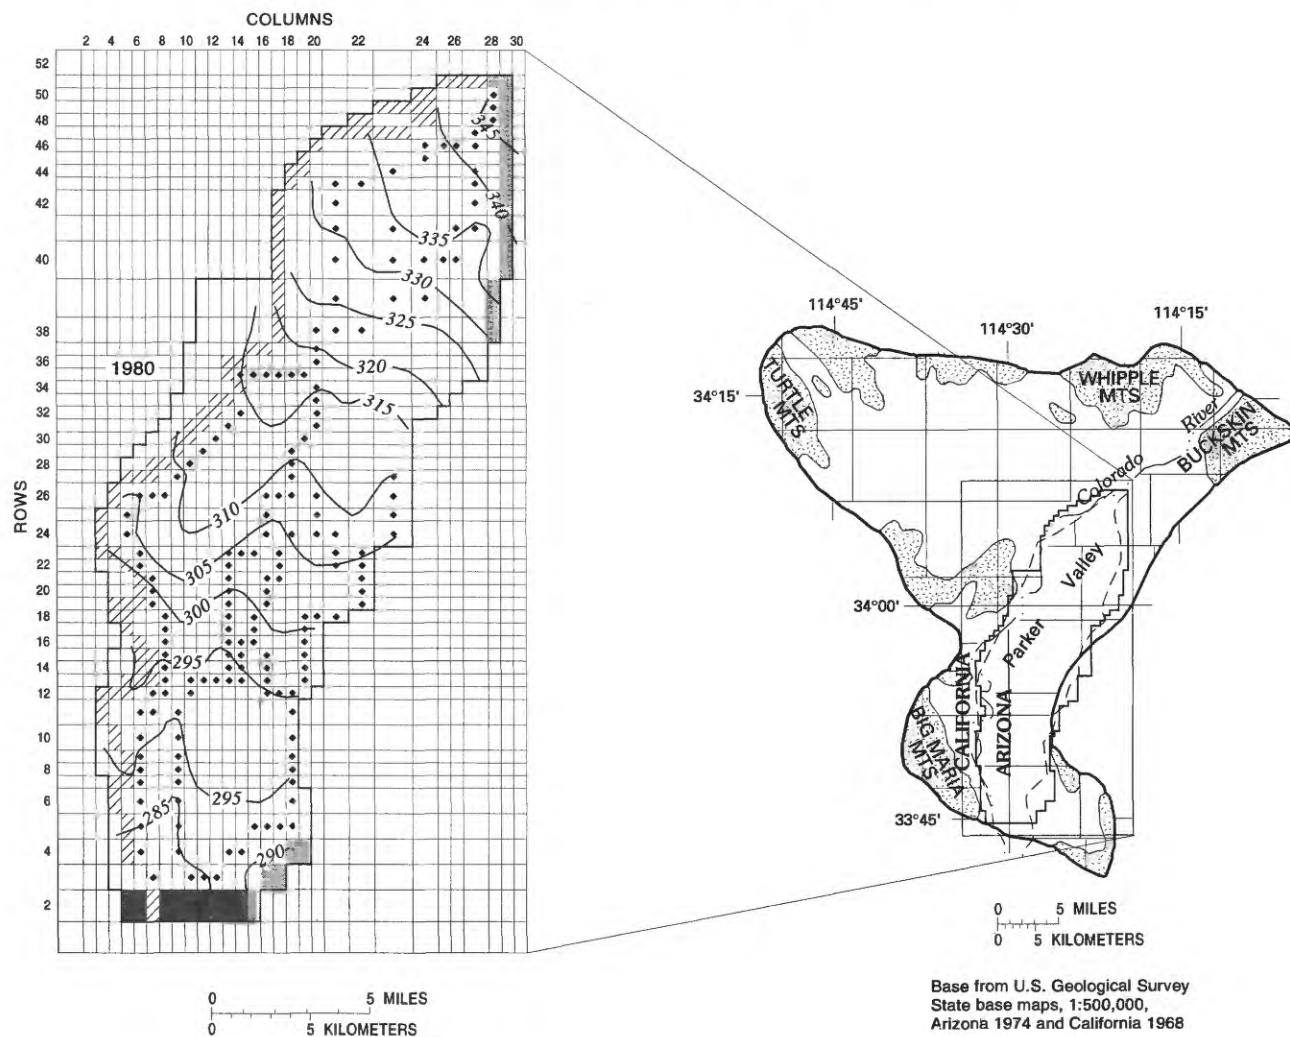 COLUMNS
2 4 6 8 10 12 14 16 18 20 22 24 26 28 30
ROWS
52
50
48
46
44
42
40
38
36
34
32
30
28
26
24
22
20
18
16
14
12
10
8
6
4
2
1980
345
340
335
330
325
320
315
310
305
300
295
295
285
290
0 5 MILES
0 5 KILOMETERS
114°45'
114°30'
114°15'
34°15'
34°00'
33°45'
TURTLE
MTS
WHIPPLE
MTS
River
BUCKSKIN
MTS
Colorado
Valley
Parker
CALIFORNIA
ARIZONA
BIG MARIA
MTS
0 5 MILES
0 5 KILOMETERS
Base from U.S. Geological Survey
State base maps, 1:500,000,
Arizona 1974 and California 1968